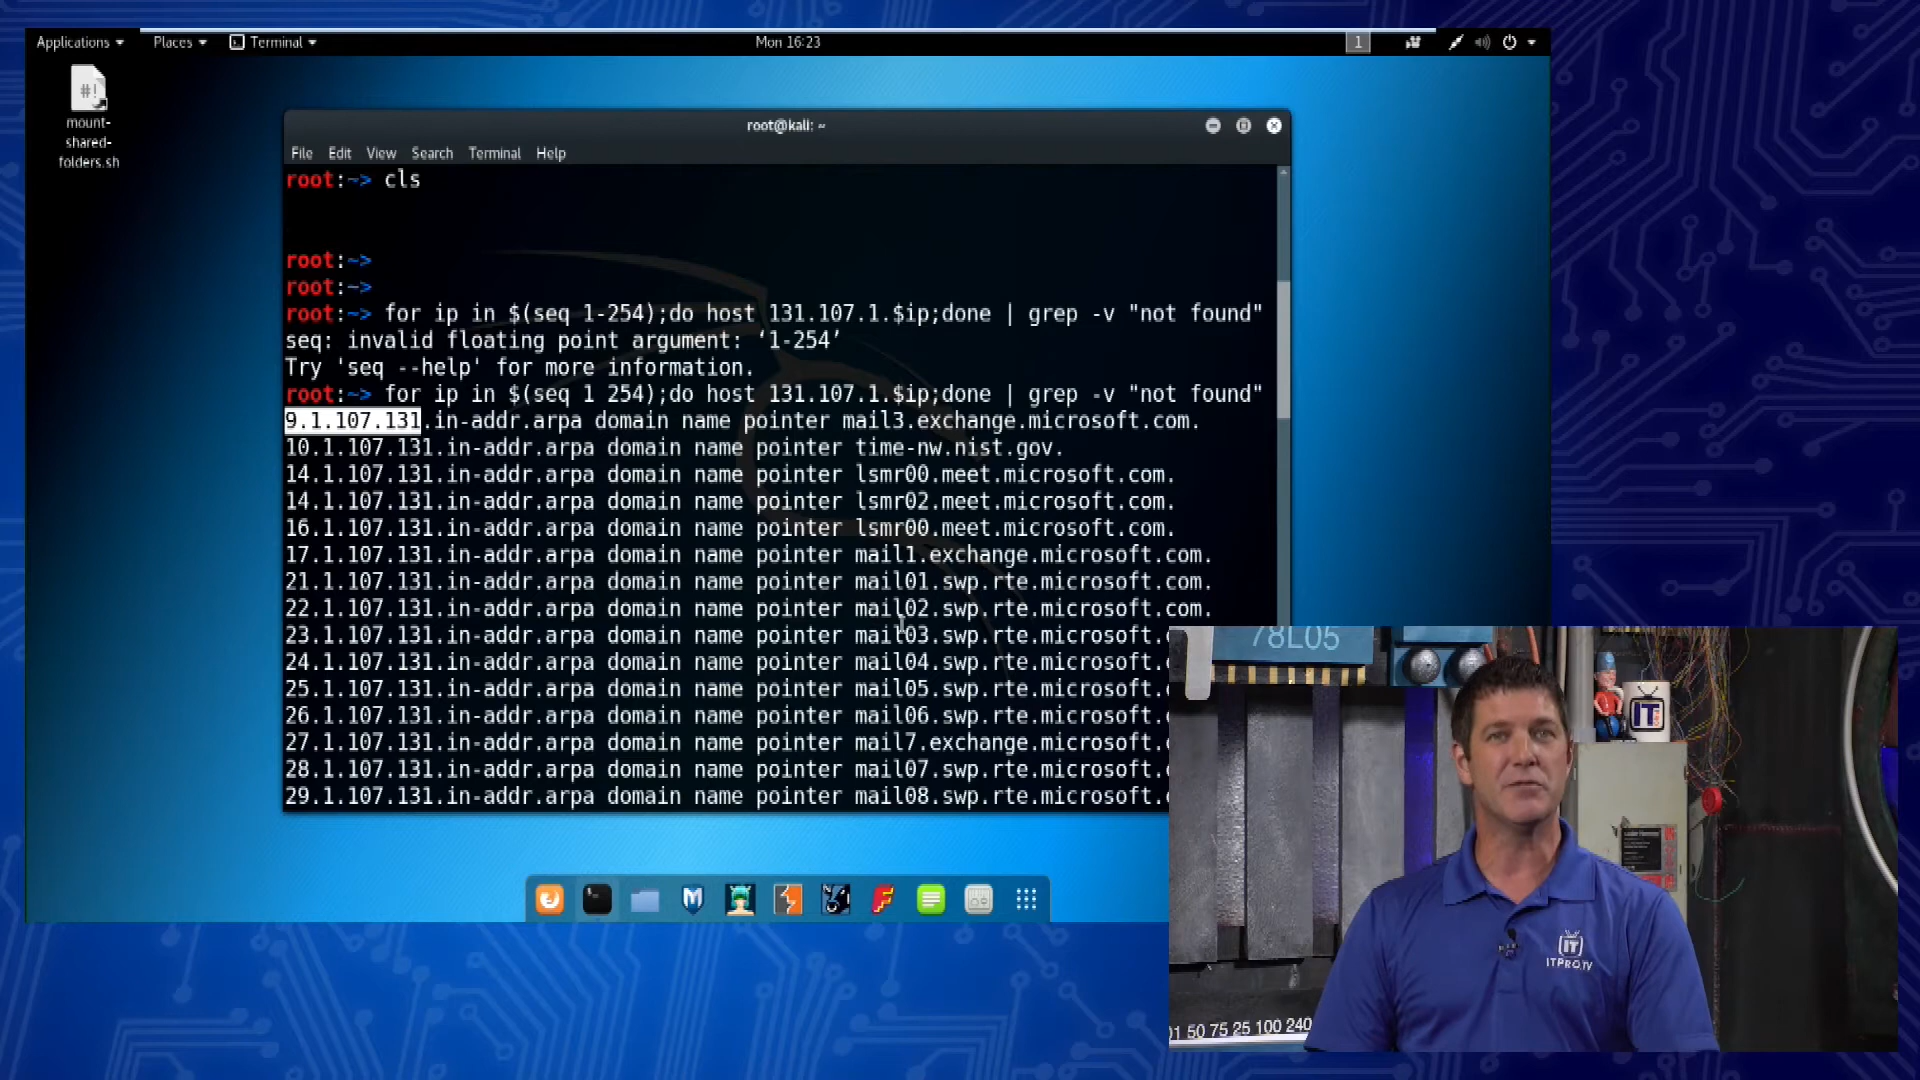 Applications
Places
Terminal
Mon 16:23
1
#!
mount-
shared-
folders.sh
root@kali: ~
File Edit View Search Terminal Help
root:~> cls
root:~>
root:~>
root:~> for ip in $(seq 1-254);do host 131.107.1.$ip;done | grep -v "not found"
seq: invalid floating point argument: ‘1-254’
Try 'seq --help' for more information.
root:~> for ip in $(seq 1 254);do host 131.107.1.$ip;done | grep -v "not found"
9.1.107.131.in-addr.arpa domain name pointer mail3.exchange.microsoft.com.
10.1.107.131.in-addr.arpa domain name pointer time-nw.nist.gov.
14.1.107.131.in-addr.arpa domain name pointer lsmr00.meet.microsoft.com.
14.1.107.131.in-addr.arpa domain name pointer lsmr02.meet.microsoft.com.
16.1.107.131.in-addr.arpa domain name pointer lsmr00.meet.microsoft.com.
17.1.107.131.in-addr.arpa domain name pointer mail1.exchange.microsoft.com.
21.1.107.131.in-addr.arpa domain name pointer mail01.swp.rte.microsoft.com.
22.1.107.131.in-addr.arpa domain name pointer mail02.swp.rte.microsoft.com.
23.1.107.131.in-addr.arpa domain name pointer mail03.swp.rte.microsoft.
24.1.107.131.in-addr.arpa domain name pointer mail04.swp.rte.microsoft.
25.1.107.131.in-addr.arpa domain name pointer mail05.swp.rte.microsoft.
26.1.107.131.in-addr.arpa domain name pointer mail06.swp.rte.microsoft.
27.1.107.131.in-addr.arpa domain name pointer mail7.exchange.microsoft.
28.1.107.131.in-addr.arpa domain name pointer mail07.swp.rte.microsoft.
29.1.107.131.in-addr.arpa domain name pointer mail08.swp.rte.microsoft.
78L05
IT
IT
ITPRO.TV
01 50 75 25 100 240